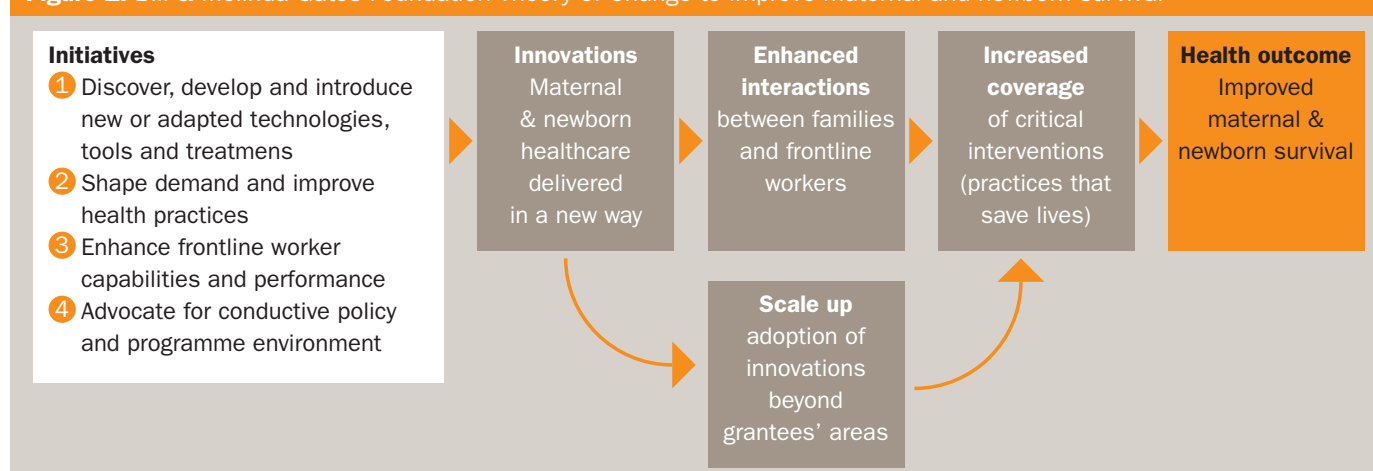 Initiatives
1 Discover, develop and introduce
new or adapted technologies,
tools and treatmens
2 Shape demand and improve
health practices
3 Enhance frontline worker
capabilities and performance
4 Advocate for conductive policy
and programme environment
Innovations
Maternal
& newborn
healthcare
delivered
in a new way
Enhanced
interactions
between families
and frontline
workers
Increased
coverage
of critical
interventions
(practices that
save lives)
Health outcome
Improved
maternal &
newborn survival
Scale up
adoption of
innovations
beyond
grantees’ areas